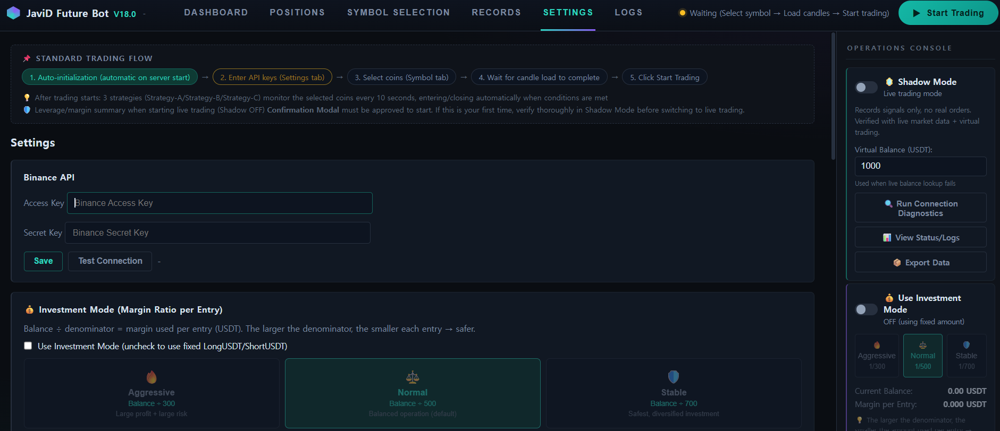 JaviD Future Bot V18.0 -
DASHBOARD
POSITIONS
SYMBOL SELECTION
RECORDS
SETTINGS
LOGS
Waiting (Select symbol → Load candles → Start trading)
▶ Start Trading
STANDARD TRADING FLOW
1. Auto-initialization (automatic on server start) → 2. Enter API keys (Settings tab) → 3. Select coins (Symbol tab) → 4. Wait for candle load to complete → 5. Click Start Trading
After trading starts: 3 strategies (Strategy-A/Strategy-B/Strategy-C) monitor the selected coins every 10 seconds, entering/closing automatically when conditions are met
Leverage/margin summary when starting live trading (Shadow OFF) Confirmation Modal must be approved to start. If this is your first time, verify thoroughly in Shadow Mode before switching to live trading.
Settings
Binance API
Access Key Binance Access Key
Secret Key Binance Secret Key
Save
Test Connection -
Investment Mode (Margin Ratio per Entry)
Balance ÷ denominator = margin used per entry (USDT). The larger the denominator, the smaller each entry → safer.
Use Investment Mode (uncheck to use fixed LongUSDT/ShortUSDT)
Aggressive
Balance ÷ 300
Large profit + large risk
Normal
Balance ÷ 500
Balanced operation (default)
Stable
Balance ÷ 700
Safest, diversified investment
OPERATIONS CONSOLE
Shadow Mode
Live trading mode
Records signals only, no real orders.
Verified with live market data + virtual
trading.
Virtual Balance (USDT):
1000
Used when live balance lookup fails
Run Connection
Diagnostics
View Status/Logs
Export Data
Use Investment
Mode
OFF (using fixed amount)
Aggressive
1/300
Normal
1/500
Stable
1/700
Current Balance: 0.00 USDT
Margin per Entry: 0.000 USDT
The larger the denominator, the
smaller the amount used per entry →